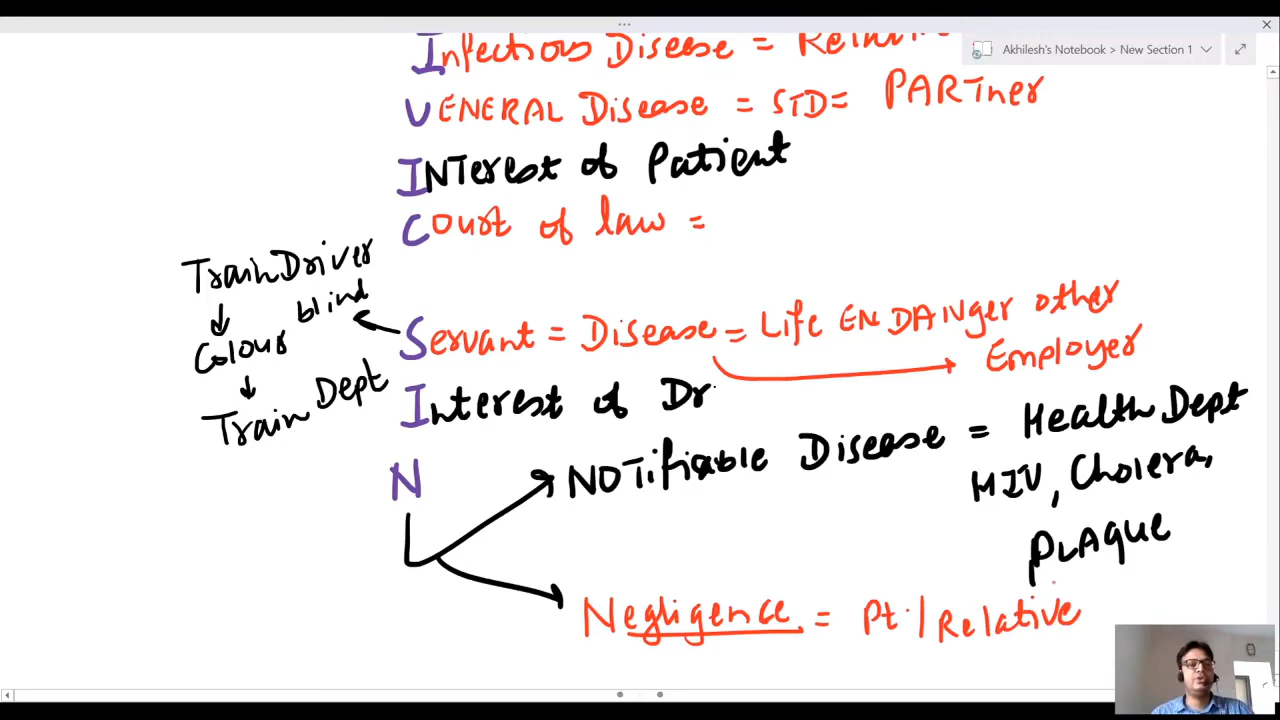 Akhilesh's Notebook > New Section 1
Infectious Disease =
VENERAL Disease = STD= PARTner
INTerest of Patient
Court of law =
TrainDriver
Colour blind
Train Dept
Servant = Disease = Life ENDANger other
Employer
Interest of Dr
N
NOTifiable Disease = Health Dept
HIV, Cholera,
PLAque
Negligence = Pt./Relative